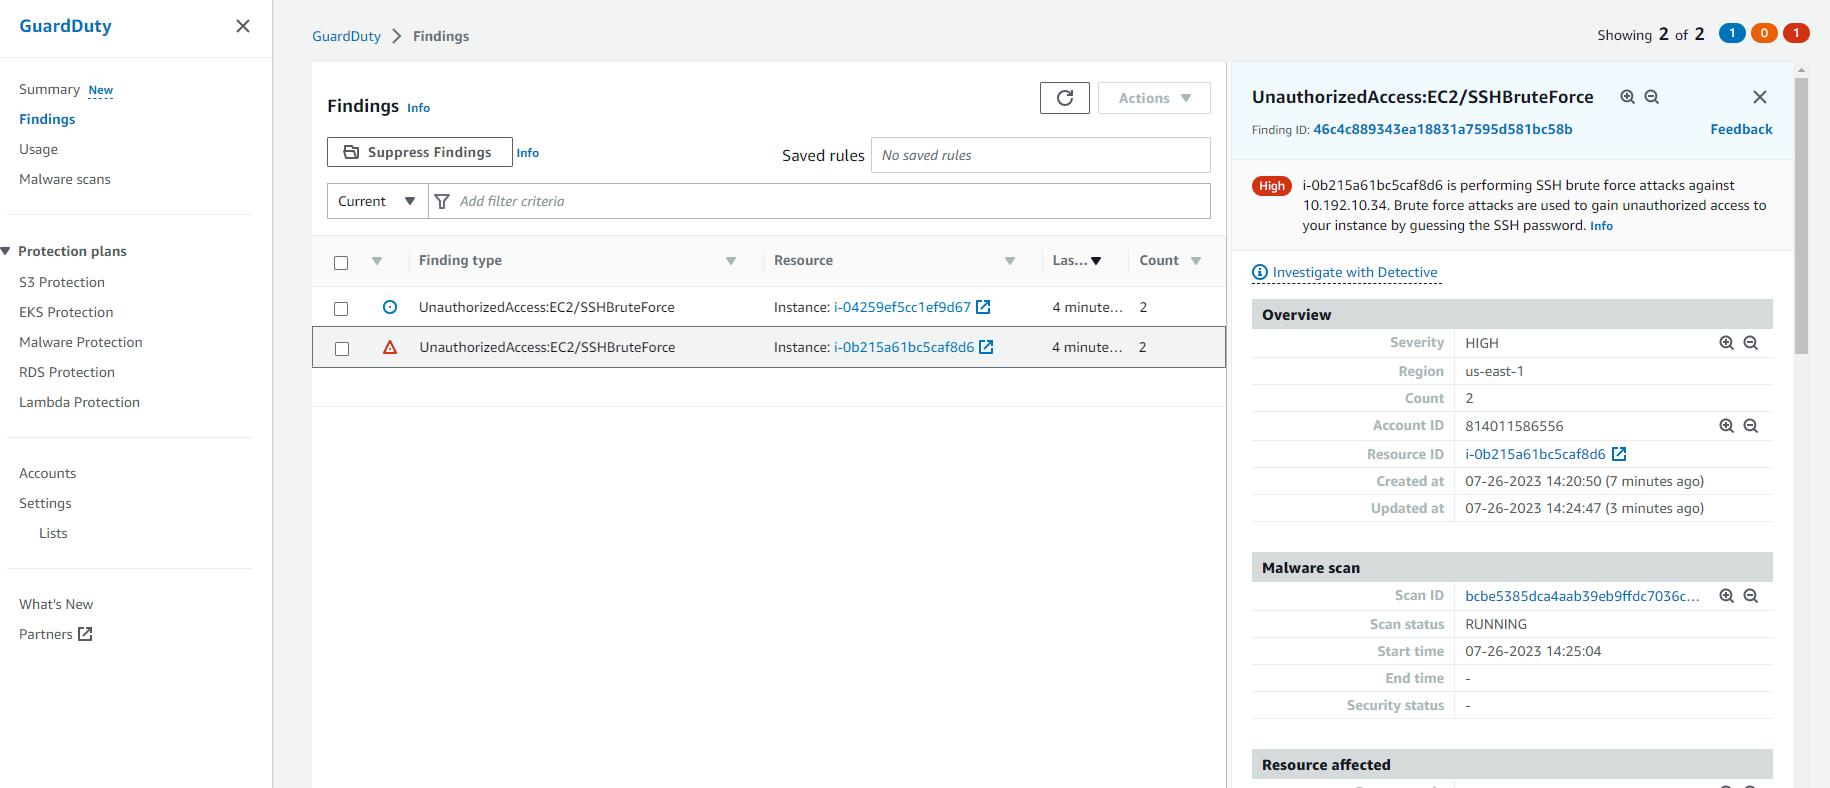 GuardDuty
Summary New
Findings
Usage
Malware scans
Protection plans
S3 Protection
EKS Protection
Malware Protection
RDS Protection
Lambda Protection
Accounts
Settings
Lists
What's New
Partners
GuardDuty > Findings
Showing 2 of 2 1 0 1
Findings Info
Actions
Suppress Findings Info
Saved rules No saved rules
Current Add filter criteria
Finding type Resource Las... Count
UnauthorizedAccess:EC2/SSHBruteForce Instance: i-04259ef5cc1ef9d67 4 minute... 2
UnauthorizedAccess:EC2/SSHBruteForce Instance: i-0b215a61bc5caf8d6 4 minute... 2
UnauthorizedAccess:EC2/SSHBruteForce
Finding ID: 46c4c889343ea18831a7595d581bc58b Feedback
High i-0b215a61bc5caf8d6 is performing SSH brute force attacks against
10.192.10.34. Brute force attacks are used to gain unauthorized access to
your instance by guessing the SSH password. Info
Investigate with Detective
Overview
Severity HIGH
Region us-east-1
Count 2
Account ID 814011586556
Resource ID i-0b215a61bc5caf8d6
Created at 07-26-2023 14:20:50 (7 minutes ago)
Updated at 07-26-2023 14:24:47 (3 minutes ago)
Malware scan
Scan ID bcbe5385dca4aab39eb9ffdc7036c...
Scan status RUNNING
Start time 07-26-2023 14:25:04
End time -
Security status -
Resource affected